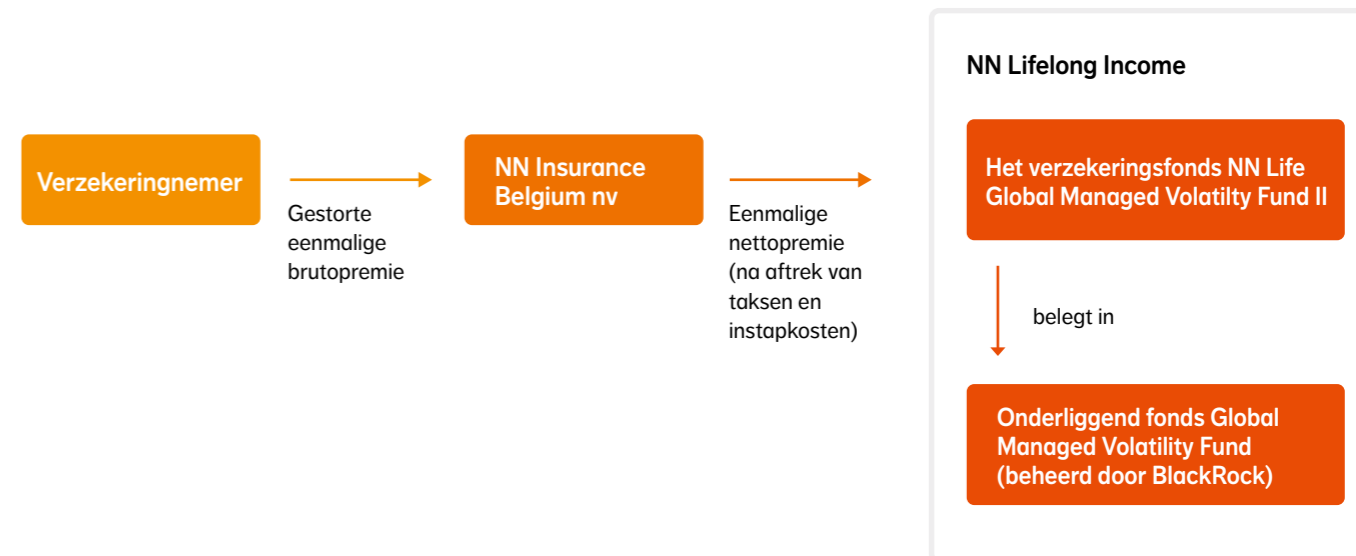 Verzekeringnemer
Gestorte
eenmalige
brutopremie
NN Insurance
Belgium nv
Eenmalige
nettopremie
(na aftrek van
taksen en
instapkosten)
NN Lifelong Income
Het verzekeringsfonds NN Life
Global Managed Volatilty Fund II
belegt in
Onderliggend fonds Global
Managed Volatility Fund
(beheerd door BlackRock)